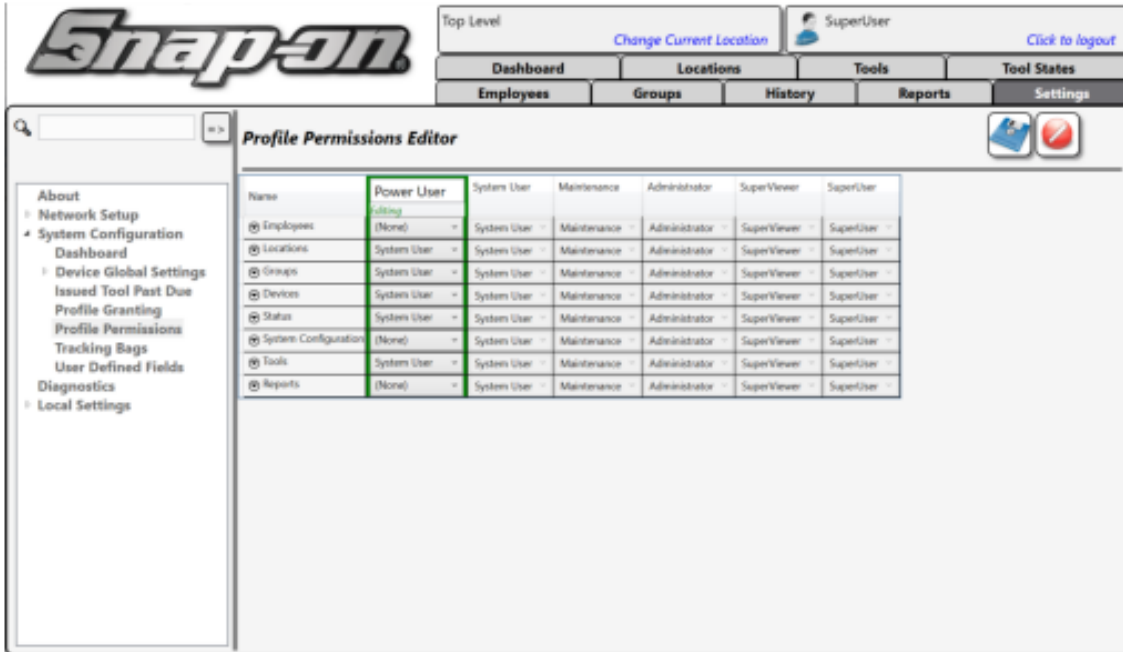 Snap-on
Top Level
Change Current Location
SuperUser
Click to logout
Dashboard Locations Tools Tool States
Employees Groups History Reports Settings
=>
Profile Permissions Editor
About
Network Setup
System Configuration
Dashboard
Device Global Settings
Issued Tool Past Due
Profile Granting
Profile Permissions
Tracking Bags
User Defined Fields
Diagnostics
Local Settings
Name Power User System User Maintenance Administrator SuperViewer SuperUser
Editing
Employees (None) System User Maintenance Administrator SuperViewer SuperUser
Locations System User System User Maintenance Administrator SuperViewer SuperUser
Groups System User System User Maintenance Administrator SuperViewer SuperUser
Devices System User System User Maintenance Administrator SuperViewer SuperUser
Status System User System User Maintenance Administrator SuperViewer SuperUser
System Configuration (None) System User Maintenance Administrator SuperViewer SuperUser
Tools System User System User Maintenance Administrator SuperViewer SuperUser
Reports (None) System User Maintenance Administrator SuperViewer SuperUser